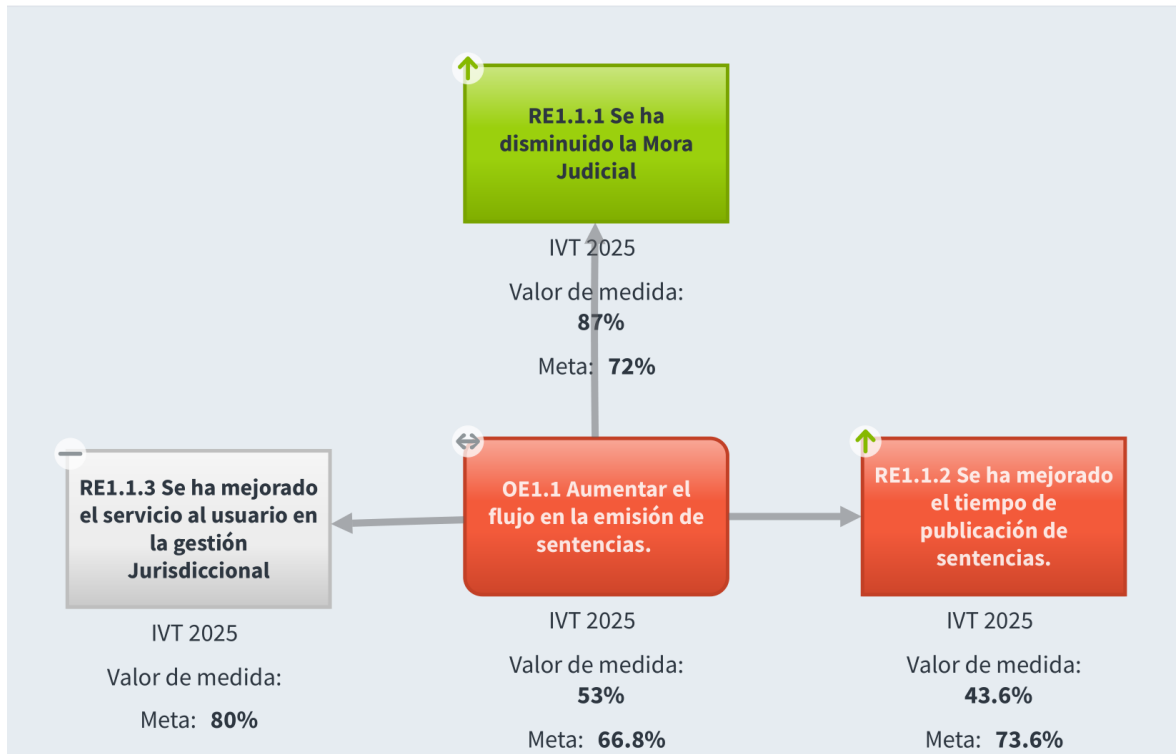 RE1.1.1 Se ha
disminuido la Mora
Judicial
IVT 2025
Valor de medida:
87%
Meta: 72%
RE1.1.3 Se ha mejorado
el servicio al usuario en
la gestión
Jurisdiccional
IVT 2025
Valor de medida:
Meta: 80%
OE1.1 Aumentar el
flujo en la emisión de
sentencias.
IVT 2025
Valor de medida:
53%
Meta: 66.8%
RE1.1.2 Se ha mejorado
el tiempo de
publicación de
sentencias.
IVT 2025
Valor de medida:
43.6%
Meta: 73.6%